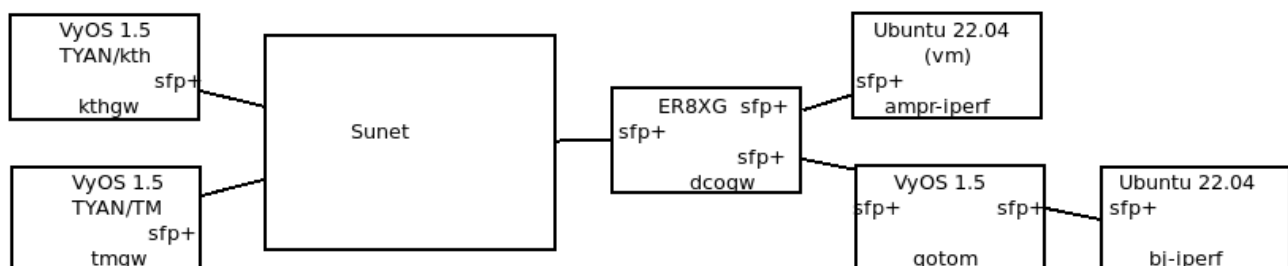 VyOS 1.5
TYAN/kth
sfp+
kthgw
VyOS 1.5
TYAN/TM
sfp+
tmgw
Sunet
ER8XG sfp+
sfp+
sfp+
dcogw
Ubuntu 22.04
(vm)
sfp+
ampr-iperf
VyOS 1.5
sfp+ sfp+
gotom
Ubuntu 22.04
sfp+
bj-iperf